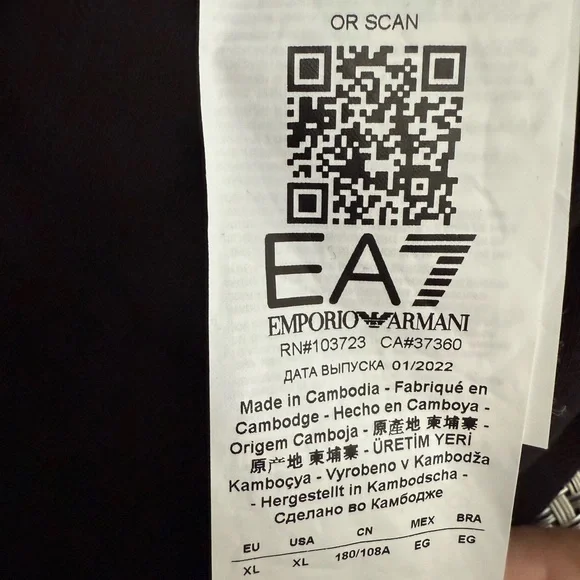 OR SCAN
EA7
EMPORIO ARMANI
RN#103723 CA#37360
ДАТА ВЫПУСКА 01/2022
Made in Cambodia - Fabriqué en
Cambodge - Hecho en Camboya -
Origem Camboja - 原產地 柬埔寨 -
原产地 柬埔寨 - ÜRETİM YERİ
Kamboçya - Vyrobeno v Kambodža
- Hergestellt in Kambodscha -
Сделано во Камбодже
EU USA CN MEX BRA
XL XL 180/108A EG EG